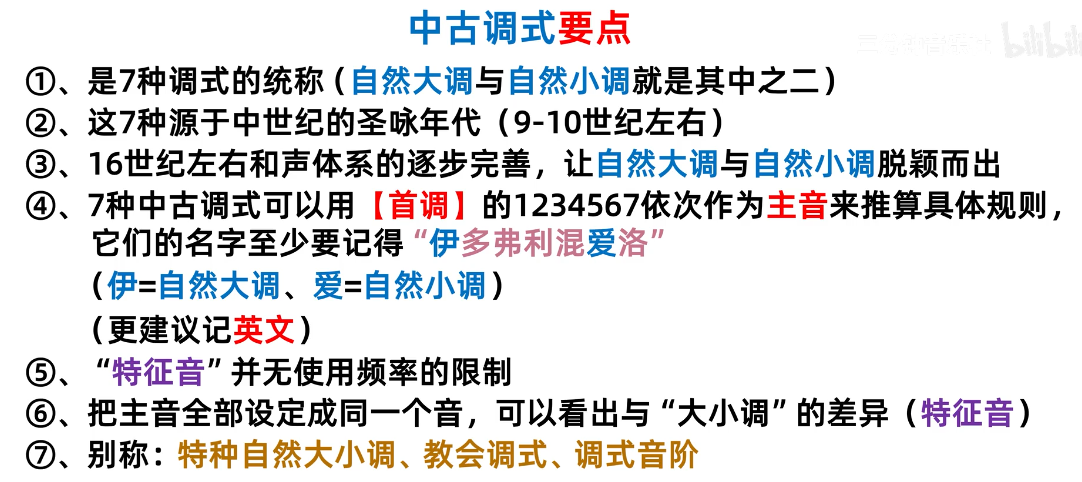 中古调式要点
bilibili
①、是7种调式的统称（自然大调与自然小调就是其中之二）
②、这7种源于中世纪的圣咏年代（9-10世纪左右）
③、16世纪左右和声体系的逐步完善，让自然大调与自然小调脱颖而出
④、7种中古调式可以用【首调】的1234567依次作为主音来推算具体规则，
它们的名字至少要记得“伊多弗利混爱洛”
（伊=自然大调、爱=自然小调）
（更建议记英文）
⑤、“特征音”并无使用频率的限制
⑥、把主音全部设定成同一个音，可以看出与“大小调”的差异（特征音）
⑦、别称：特种自然大小调、教会调式、调式音阶